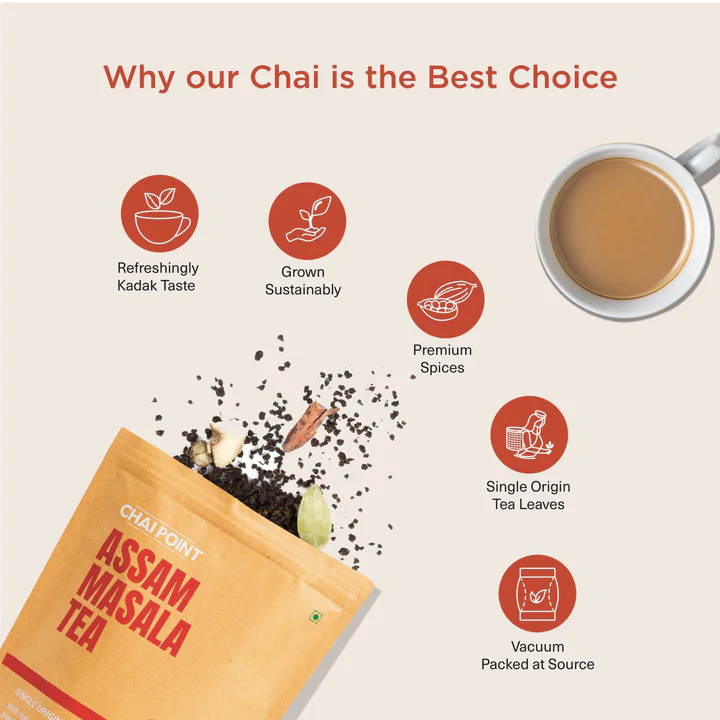 Why our Chai is the Best Choice
Refreshingly
Kadak Taste
Grown
Sustainably
Premium
Spices
Single Origin
Tea Leaves
Vacuum
Packed at Source
CHAI POINT
ASSAM
MASALA
TEA
SINGLE ORIGIN